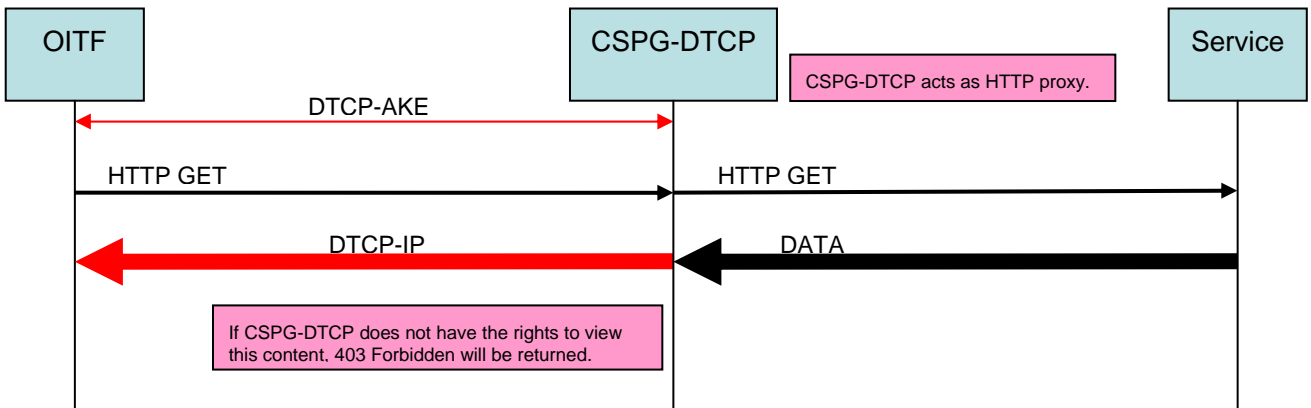 OITF
CSPG-DTCP
Service
CSPG-DTCP acts as HTTP proxy.
DTCP-AKE
HTTP GET
HTTP GET
DTCP-IP
DATA
If CSPG-DTCP does not have the rights to view
this content, 403 Forbidden will be returned.